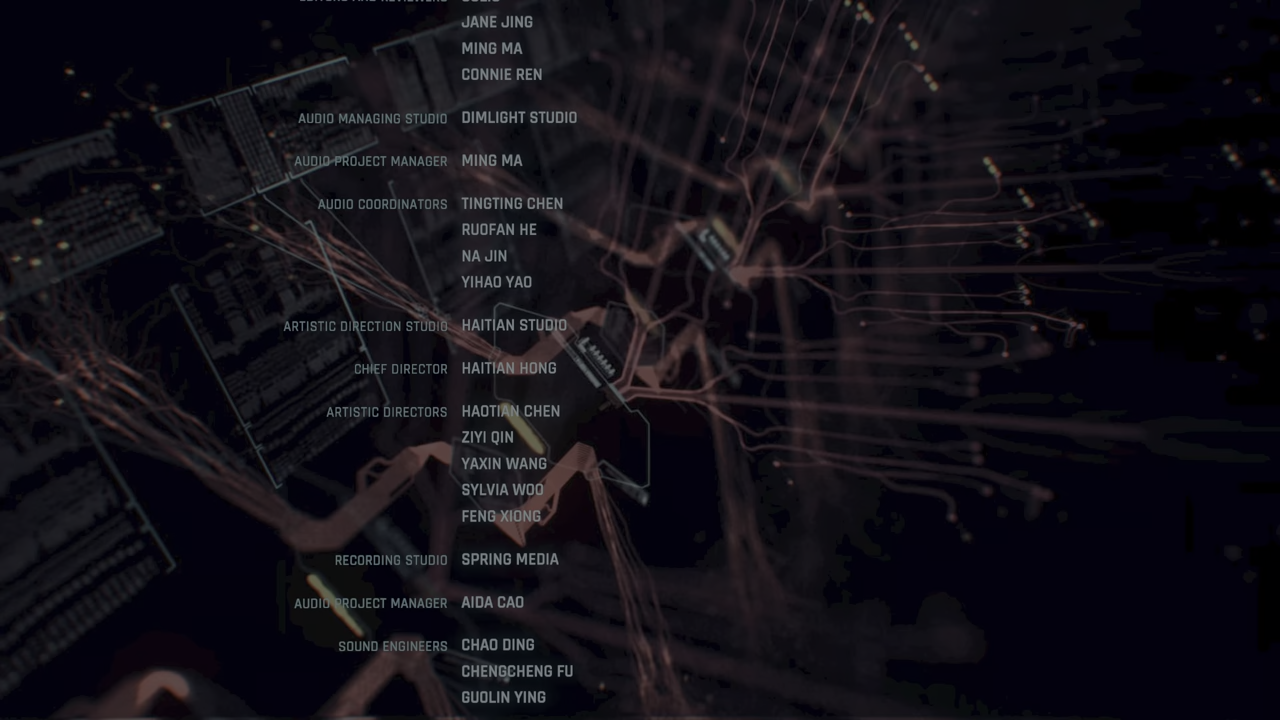 JANE JING
MING MA
CONNIE REN
AUDIO MANAGING STUDIO DIMLIGHT STUDIO
AUDIO PROJECT MANAGER MING MA
AUDIO COORDINATORS TINGTING CHEN
RUOFAN HE
NA JIN
YIHAO YAO
ARTISTIC DIRECTION STUDIO HAITIAN STUDIO
CHIEF DIRECTOR HAITIAN HONG
ARTISTIC DIRECTORS HAOTIAN CHEN
ZIYI QIN
YAXIN WANG
SYLVIA WOO
FENG XIONG
RECORDING STUDIO SPRING MEDIA
AUDIO PROJECT MANAGER AIDA CAO
SOUND ENGINEERS CHAO DING
CHENGCHENG FU
GUOLIN YING